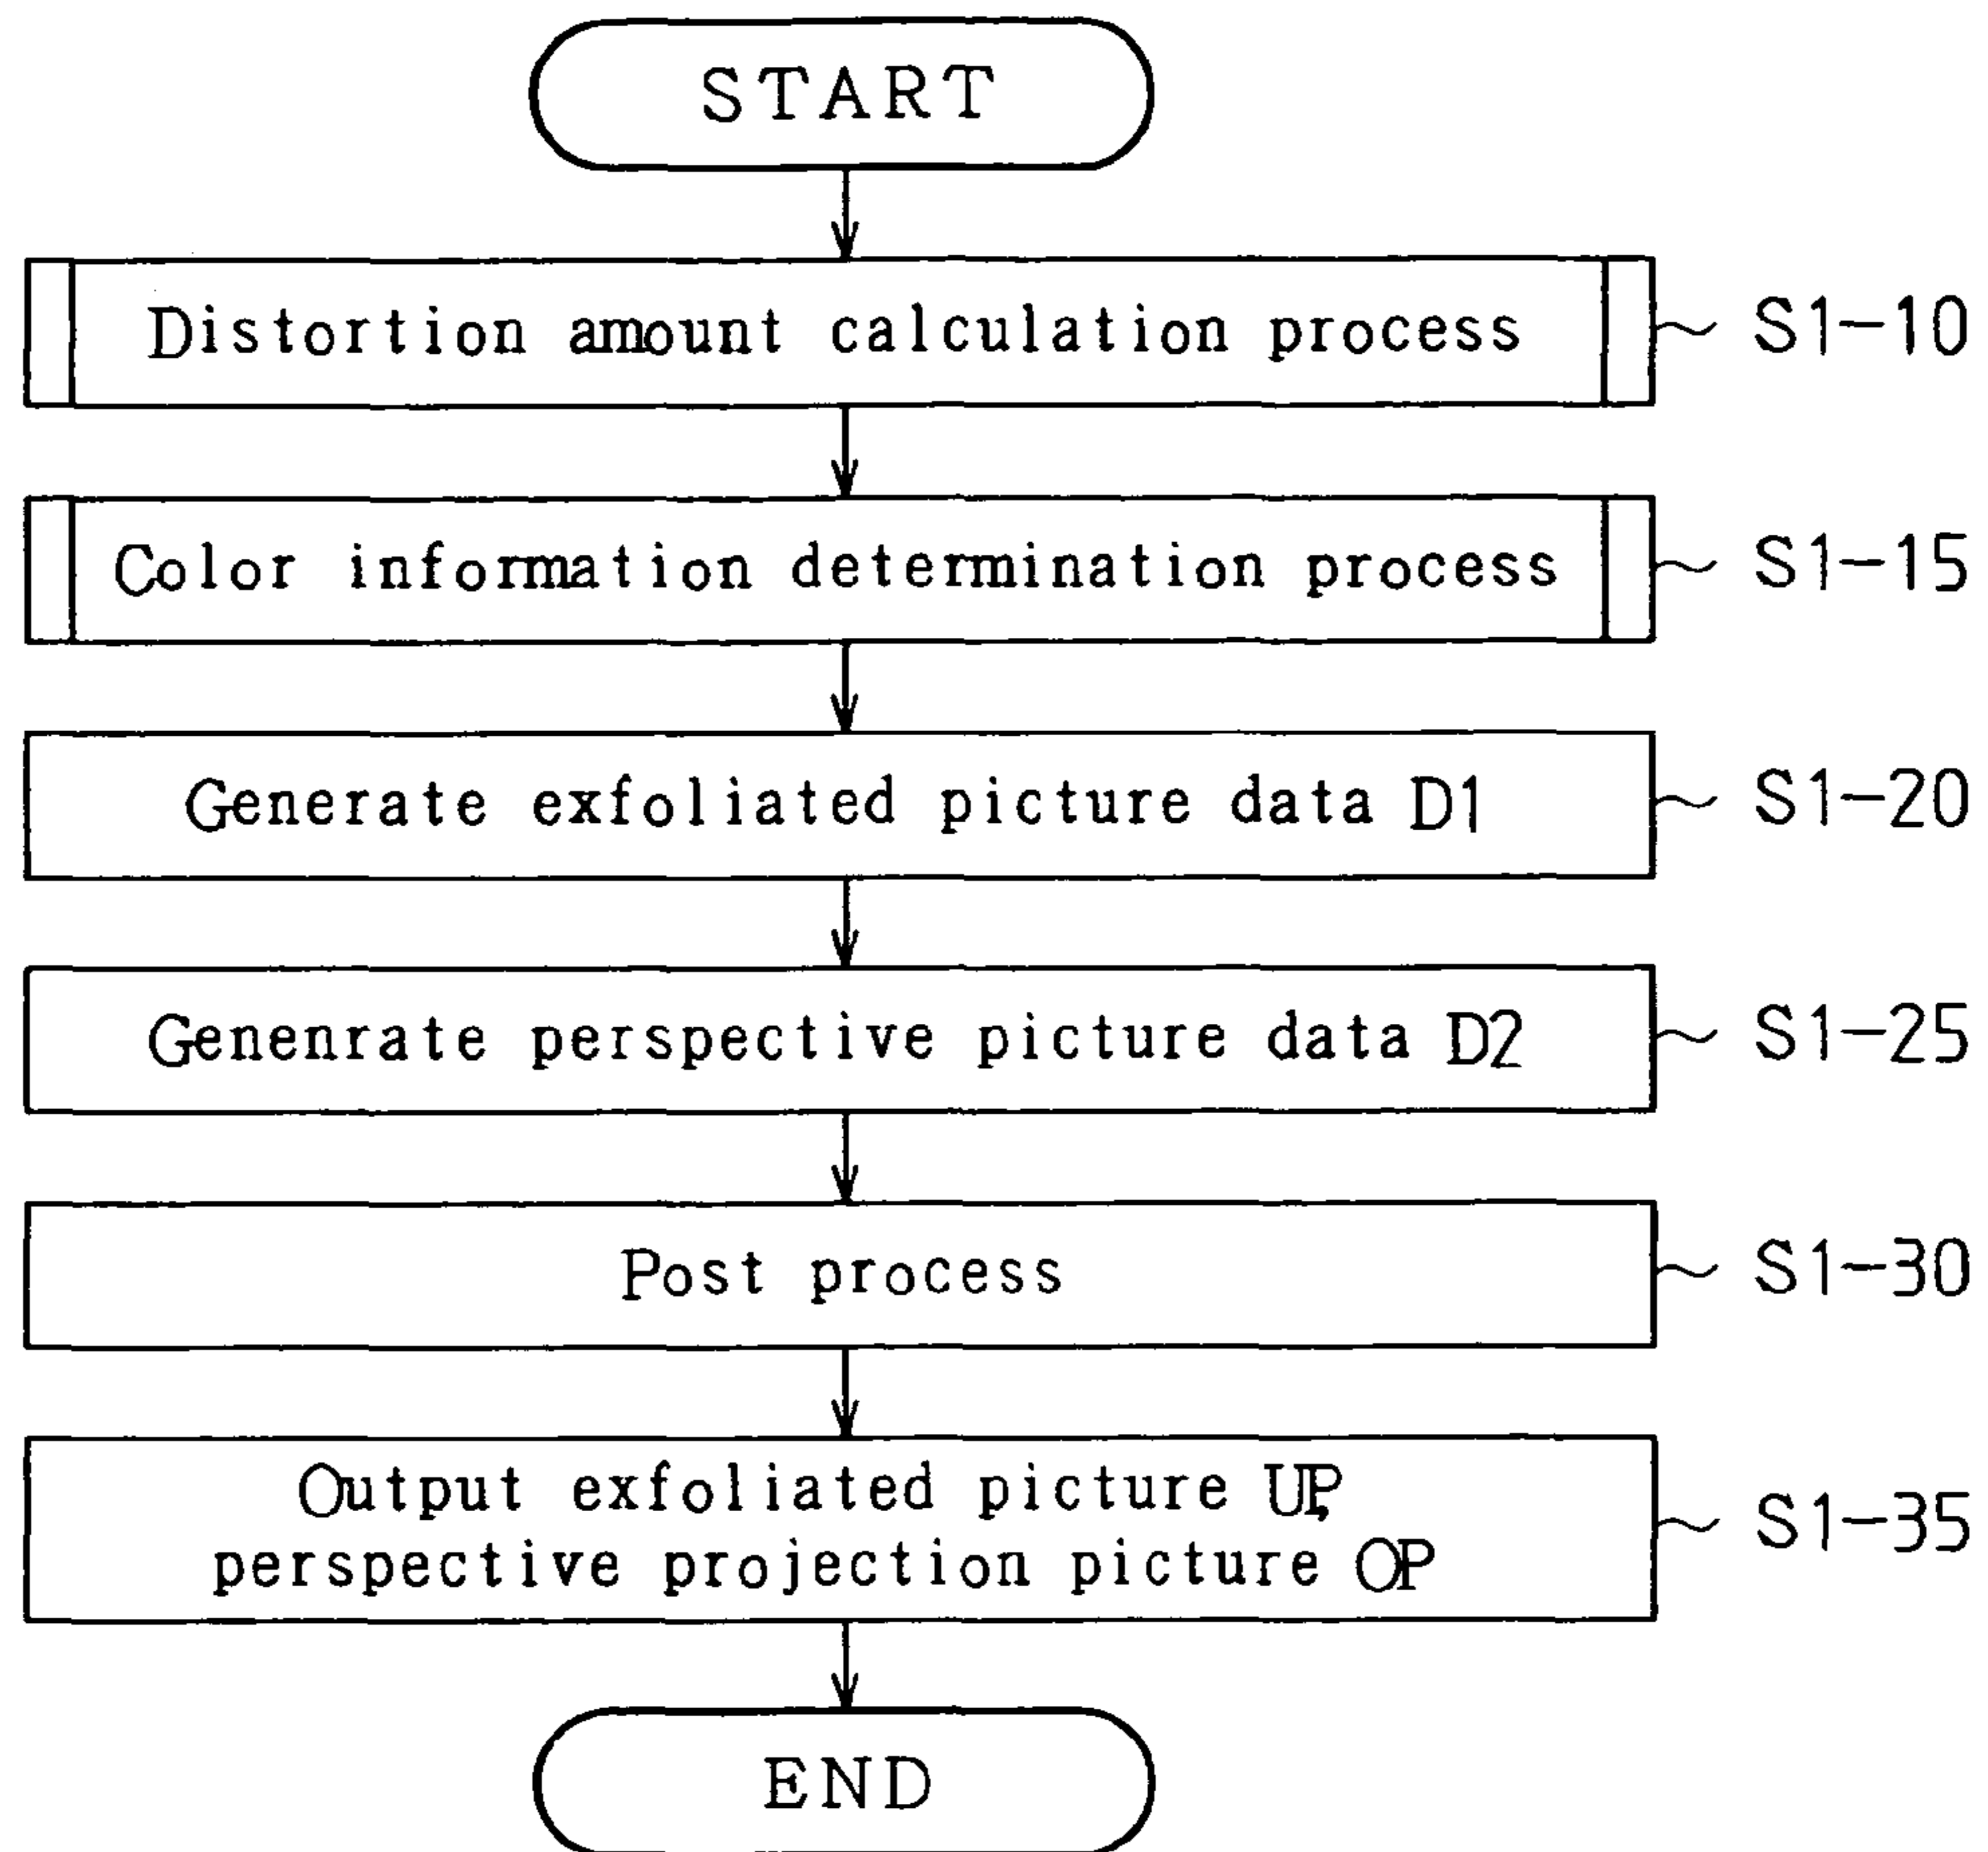 START
Distortion amount calculation process
S1-10
Color information determination process
S1-15
Generate exfoliated picture data D1
S1-20
Genenrate perspective picture data D2
S1-25
Post process
S1-30
Output exfoliated picture UP,
perspective projection picture OP
S1-35
END